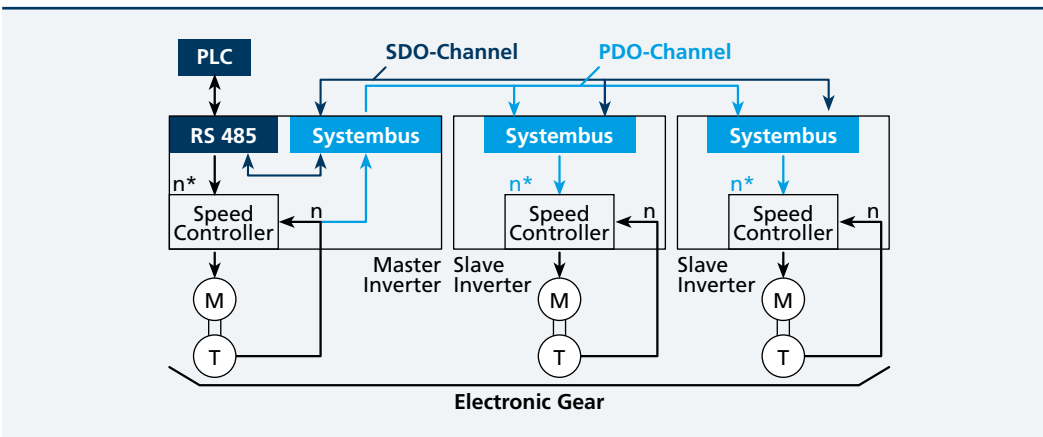 PLC
SDO-Channel
PDO-Channel
RS 485
Systembus
Systembus
Systembus
n*
n*
n*
n
n
n
Speed
Controller
Speed
Controller
Speed
Controller
Master
Inverter
Slave
Inverter
Slave
Inverter
M
M
M
T
T
T
Electronic Gear